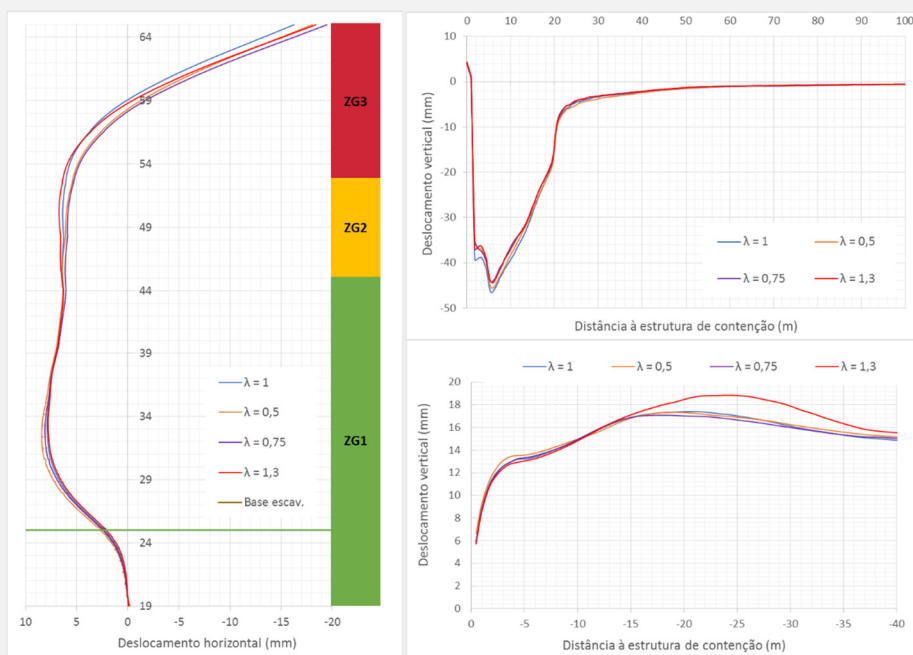 64
59
54
49
44
39
34
29
24
19
10
5
0
-5
-10
-15
-20
Deslocamento horizontal (mm)
λ = 1
λ = 0,5
λ = 0,75
λ = 1,3
Base escav.
ZG3
ZG2
ZG1
0 10 20 30 40 50 60 70 80 90 100
10
0
-10
-20
-30
-40
-50
Deslocamento vertical (mm)
λ = 1 λ = 0,5
λ = 0,75 λ = 1,3
Distância à estrutura de contenção (m)
λ = 1 λ = 0,5 λ = 0,75 λ = 1,3
20
18
16
14
12
10
8
6
4
2
0
Deslocamento vertical (mm)
0 -5 -10 -15 -20 -25 -30 -35 -40
Distância à estrutura de contenção (m)